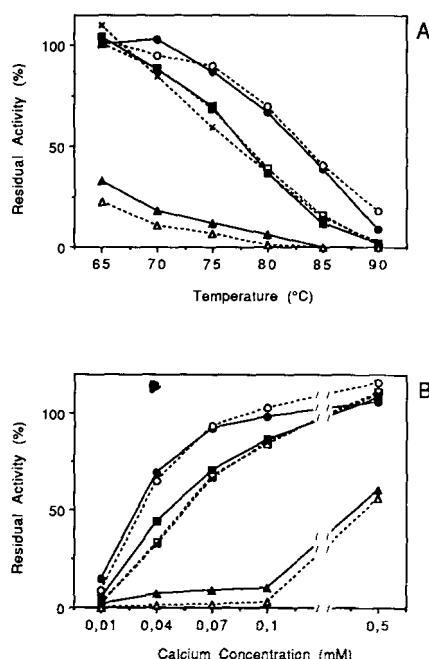 A
100
50
0
Residual Activity (%)
65 70 75 80 85 90
Temperature (°C)
B
100
50
0
Residual Activity (%)
0,01 0,04 0,07 0,1 0,5
Calcium Concentration (mM)